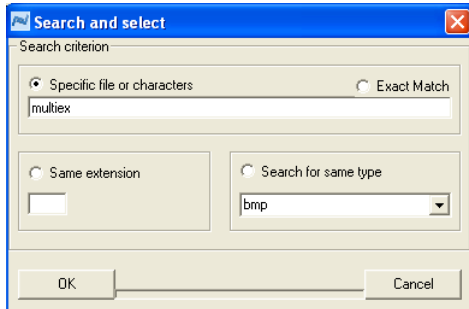 Search and select
Search criterion
Specific file or characters Exact Match
multiex
Same extension Search for same type
bmp
OK Cancel